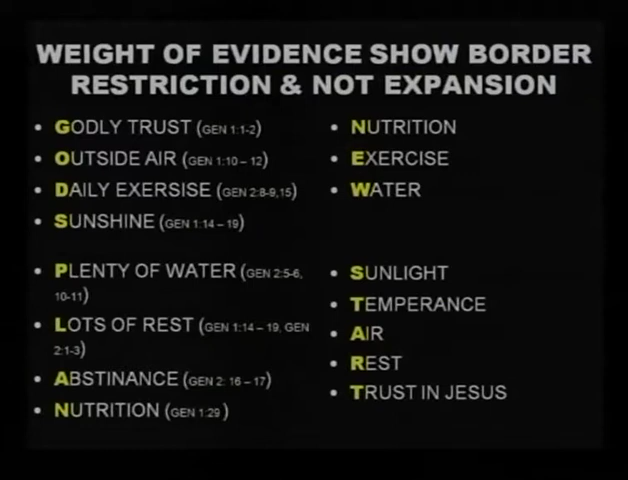 WEIGHT OF EVIDENCE SHOW BORDER
RESTRICTION & NOT EXPANSION
• GODLY TRUST (GEN 1:1-2)
• OUTSIDE AIR (GEN 1:10 – 12)
• DAILY EXERSISE (GEN 2:8-9,15)
• SUNSHINE (GEN 1:14 – 19)
• PLENTY OF WATER (GEN 2:5-6,
10-11)
• LOTS OF REST (GEN 1:14 – 19, GEN
2:1-3)
• ABSTINANCE (GEN 2: 16 – 17)
• NUTRITION (GEN 1:29 )
• NUTRITION
• EXERCISE
• WATER
• SUNLIGHT
• TEMPERANCE
• AIR
• REST
• TRUST IN JESUS